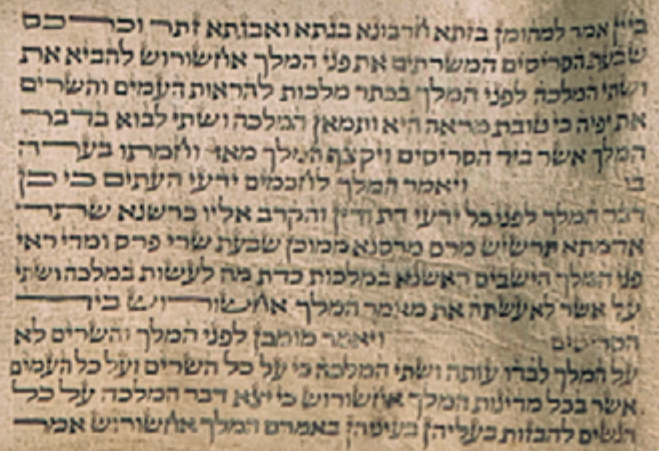 ביין אמר למהומן בזתא חרבונא בגתא ואבגתא זתר וכרכס
שבעת הסריסים המשרתים את פני המלך אחשורוש להביא את
ושתי המלכה לפני המלך בכתר מלכות להראות העמים והשרים
את יפיה כי טובת מראה היא ותמאן המלכה ושתי לבוא בדבר
המלך אשר ביד הסריסים ויקצף המלך מאד וחמתו בערה
בו ויאמר המלך לחכמים ידעי העתים כי כן
דבר המלך לפני כל ידעי דת ודין והקרב אליו כרשנא שתר
אדמתא תרשיש מרס מרסנא ממוכן שבעת שרי פרס ומדי ראי
פני המלך הישבים ראשנה במלכות כדת מה לעשות במלכה ושתי
על אשר לא עשתה את מאמר המלך אחשורוש ביד
הסריסים ויאמר מומכן לפני המלך והשרים לא
על המלך לבדו עותה ושתי המלכה כי על כל השרים ועל כל העמים
אשר בכל מדינות המלך אחשורוש כי יצא דבר המלכה על כל
הנשים להבזות בעליהן בעיניהן באמרם המלך אחשורוש אמר